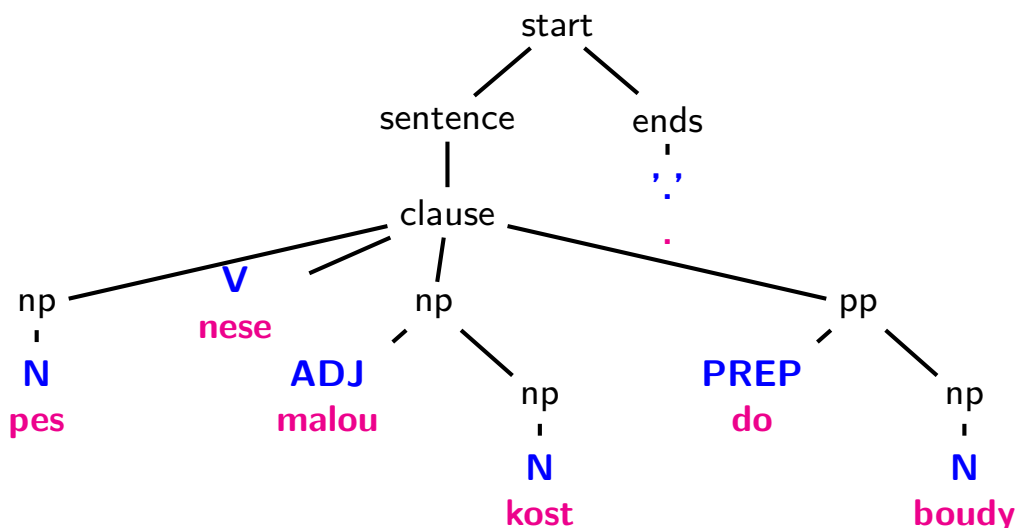 start
sentence ends
, ,
.
clause .
V
np np pp
nese
N ADJ PREP
np np
pes malou do
N N
kost boudy